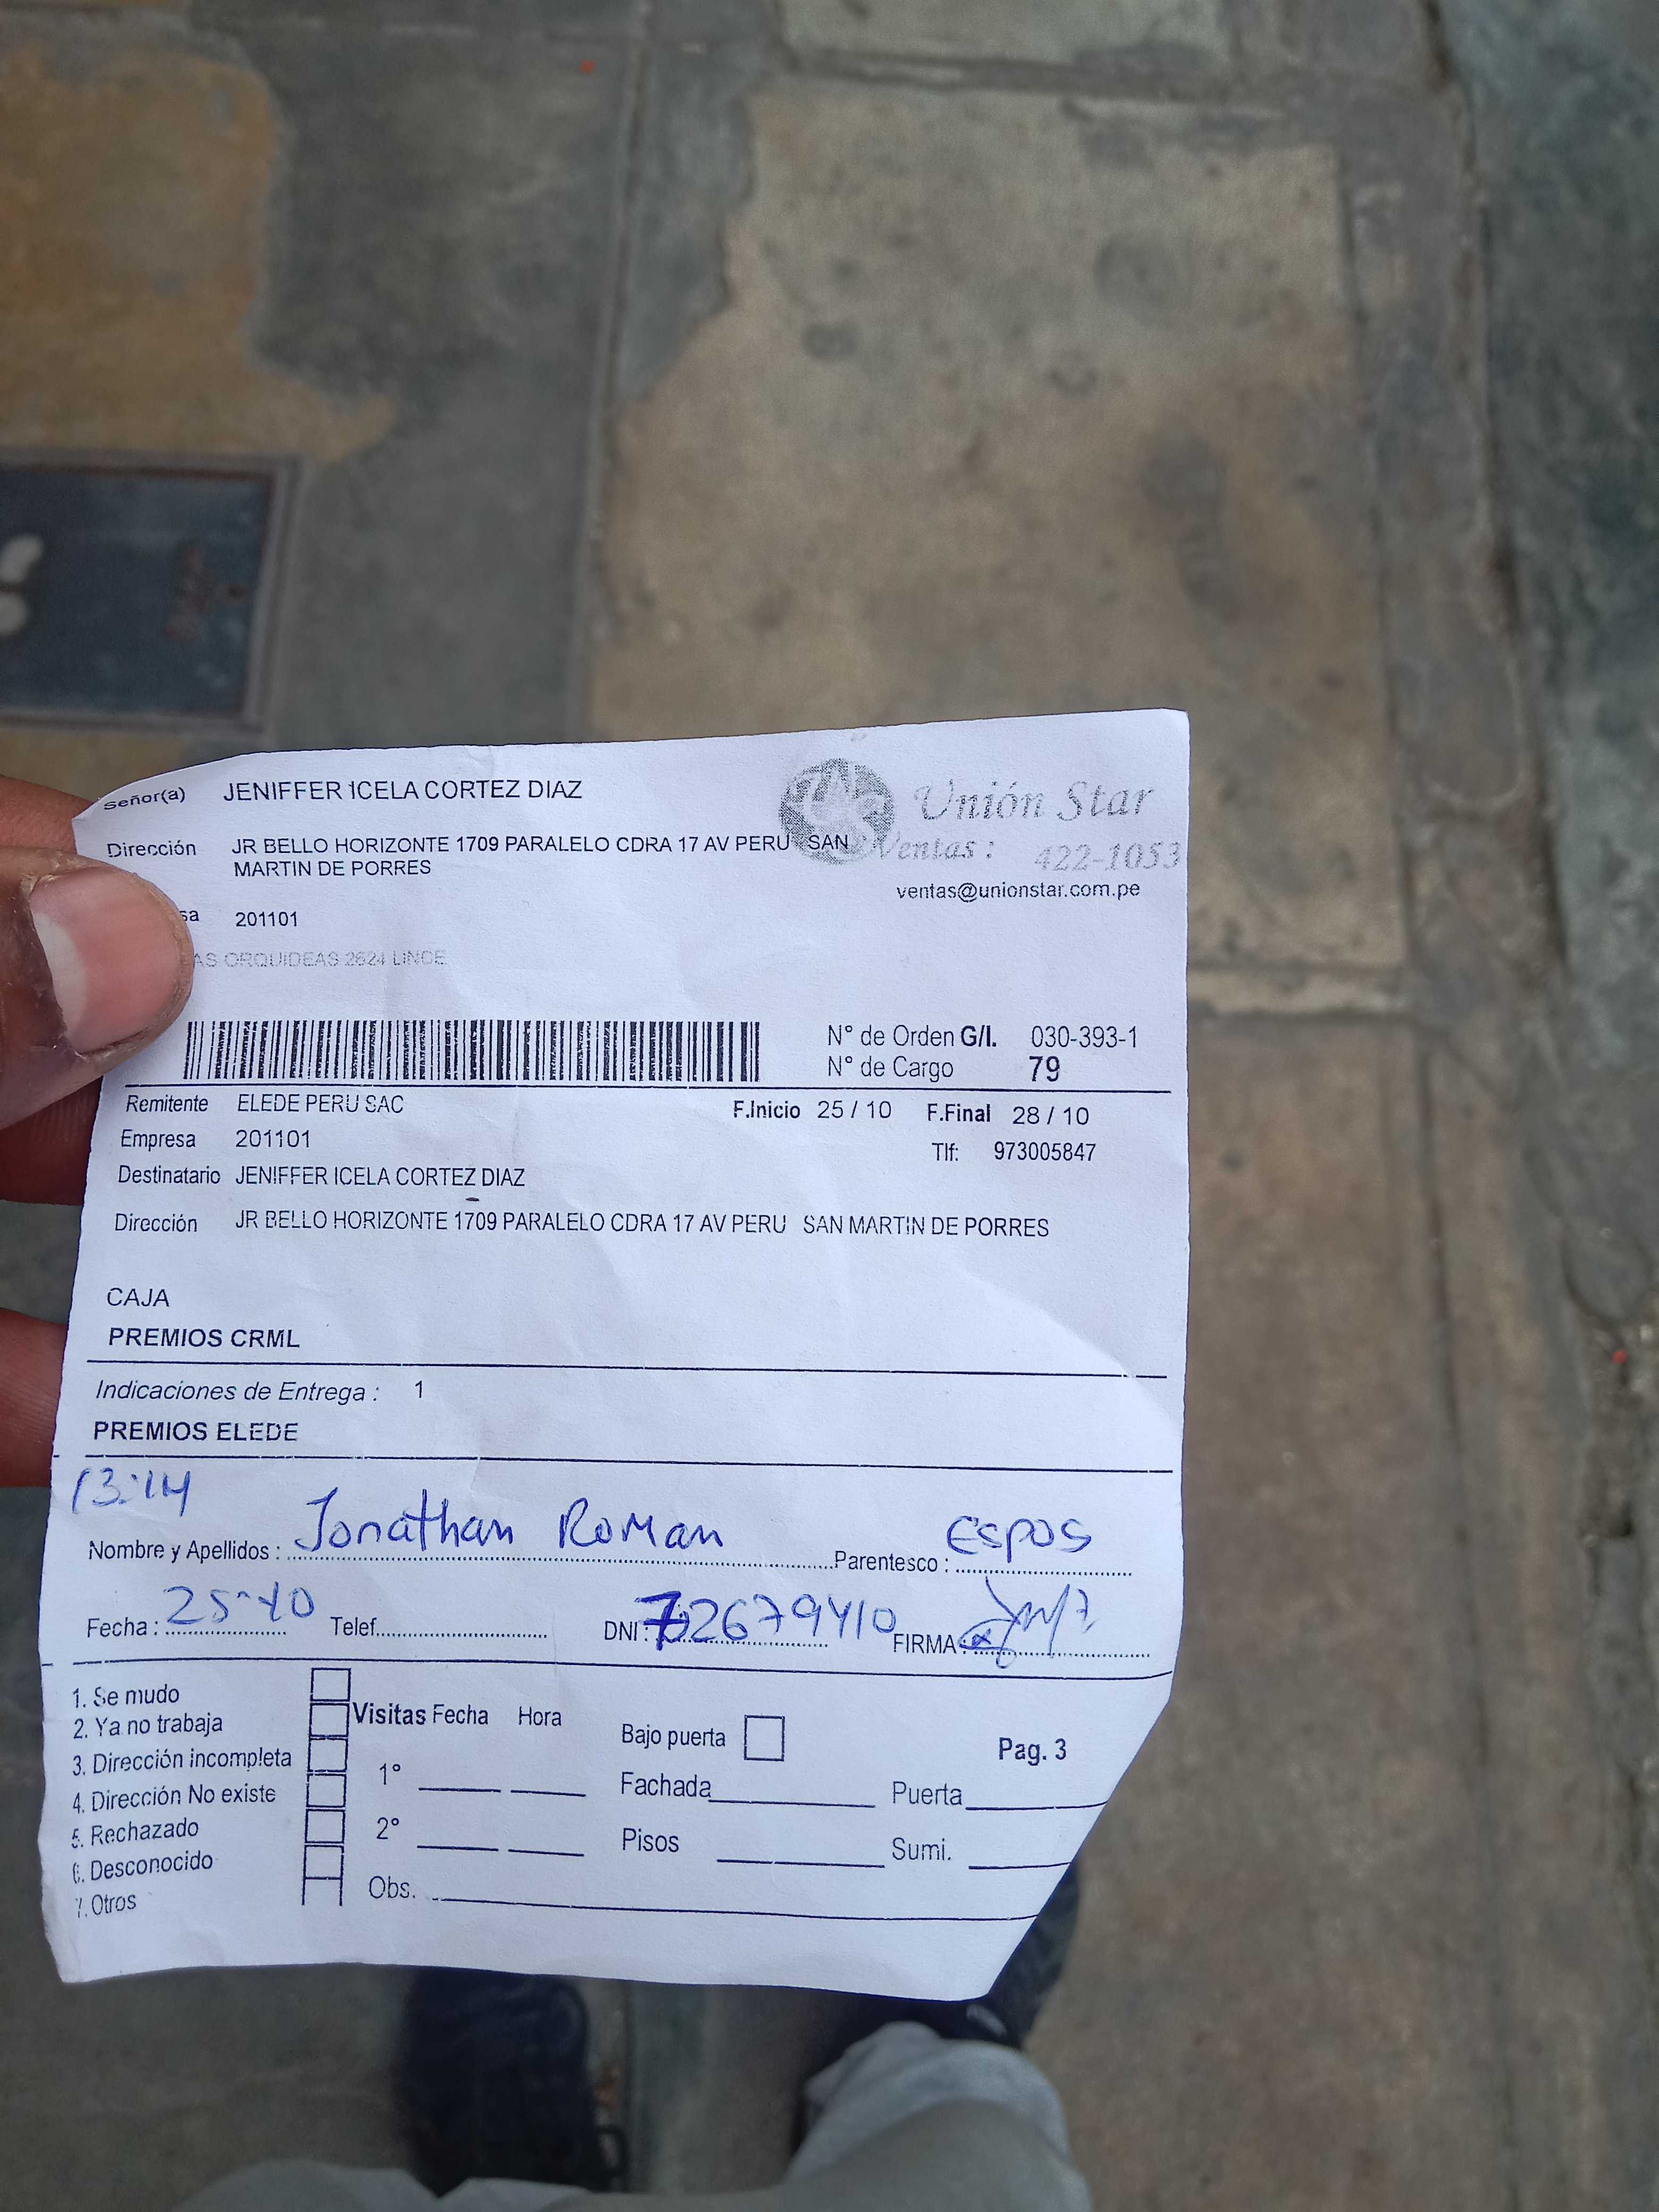 Señor(a) JENIFFER ICELA CORTEZ DIAZ
Unión Star
Dirección JR BELLO HORIZONTE 1709 PARALELO CDRA 17 AV PERU SAN
MARTIN DE PORRES
Ventas: 422-1053
ventas@unionstar.com.pe
sa 201101
AS ORQUIDEAS 2624 LINCE
N° de Orden G/I. 030-393-1
N° de Cargo 79
Remitente ELEDE PERU SAC F.Inicio 25 / 10 F.Final 28 / 10
Empresa 201101 Tlf: 973005847
Destinatario JENIFFER ICELA CORTEZ DIAZ
Dirección JR BELLO HORIZONTE 1709 PARALELO CDRA 17 AV PERU SAN MARTIN DE PORRES
CAJA
PREMIOS CRML
Indicaciones de Entrega : 1
PREMIOS ELEDE
13:14
Nombre y Apellidos : Jonathan Roman Parentesco : Espos
Fecha : 25-10 Telef. DNI : 72679410 FIRMA :
1. Se mudo
2. Ya no trabaja
3. Dirección incompleta
4. Dirección No existe
5. Rechazado
6. Desconocido
7. Otros
Visitas Fecha Hora
1°
2°
Obs.
Bajo puerta
Fachada
Pisos
Pag. 3
Puerta
Sumi.